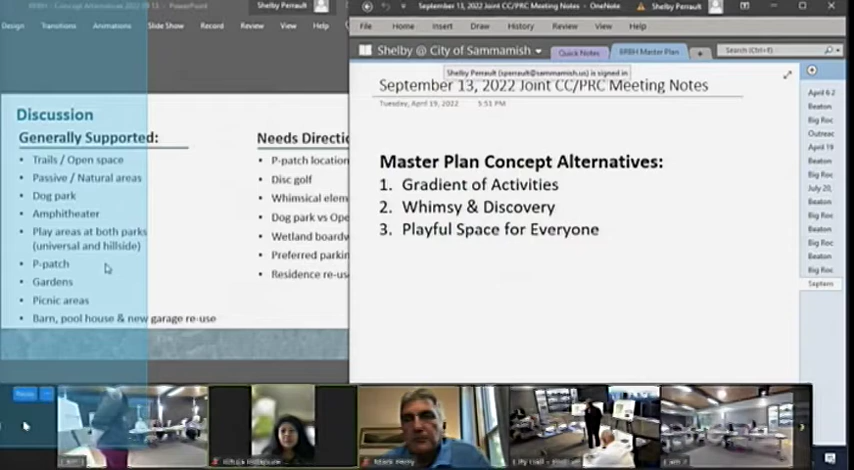 BRBH - Concept Alternatives 2022 09 13 - PowerPoint
Shelby Perrault
Design Transitions Animations Slide Show Record Review View Help
Discussion
Generally Supported:
• Trails / Open space
• Passive / Natural areas
• Dog park
• Amphitheater
• Play areas at both parks
(universal and hillside)
• P-patch
• Gardens
• Picnic areas
• Barn, pool house & new garage re-use
Needs Directi
• P-patch location
• Disc golf
• Whimsical elem
• Dog park vs Ope
• Wetland boardw
• Preferred parkin
• Residence re-us
September 13, 2022 Joint CC/PRC Meeting Notes - OneNote
Shelby Perrault
File Home Insert Draw History Review View Help
Shelby @ City of Sammamish
Quick Notes
BRBH Master Plan
Search (Ctrl+E)
Shelby Perrault (sperrault@sammamish.us) is signed in
September 13, 2022 Joint CC/PRC Meeting Notes
Tuesday, April 19, 2022 5:51 PM
Master Plan Concept Alternatives:
1. Gradient of Activities
2. Whimsy & Discovery
3. Playful Space for Everyone
April 6 2
Beaton
Big Roc
Outreac
April 19
Beaton
Big Roc
July 20,
Beaton
Big Roc
Beaton
Big Roc
Beaton
Big Roc
Septem